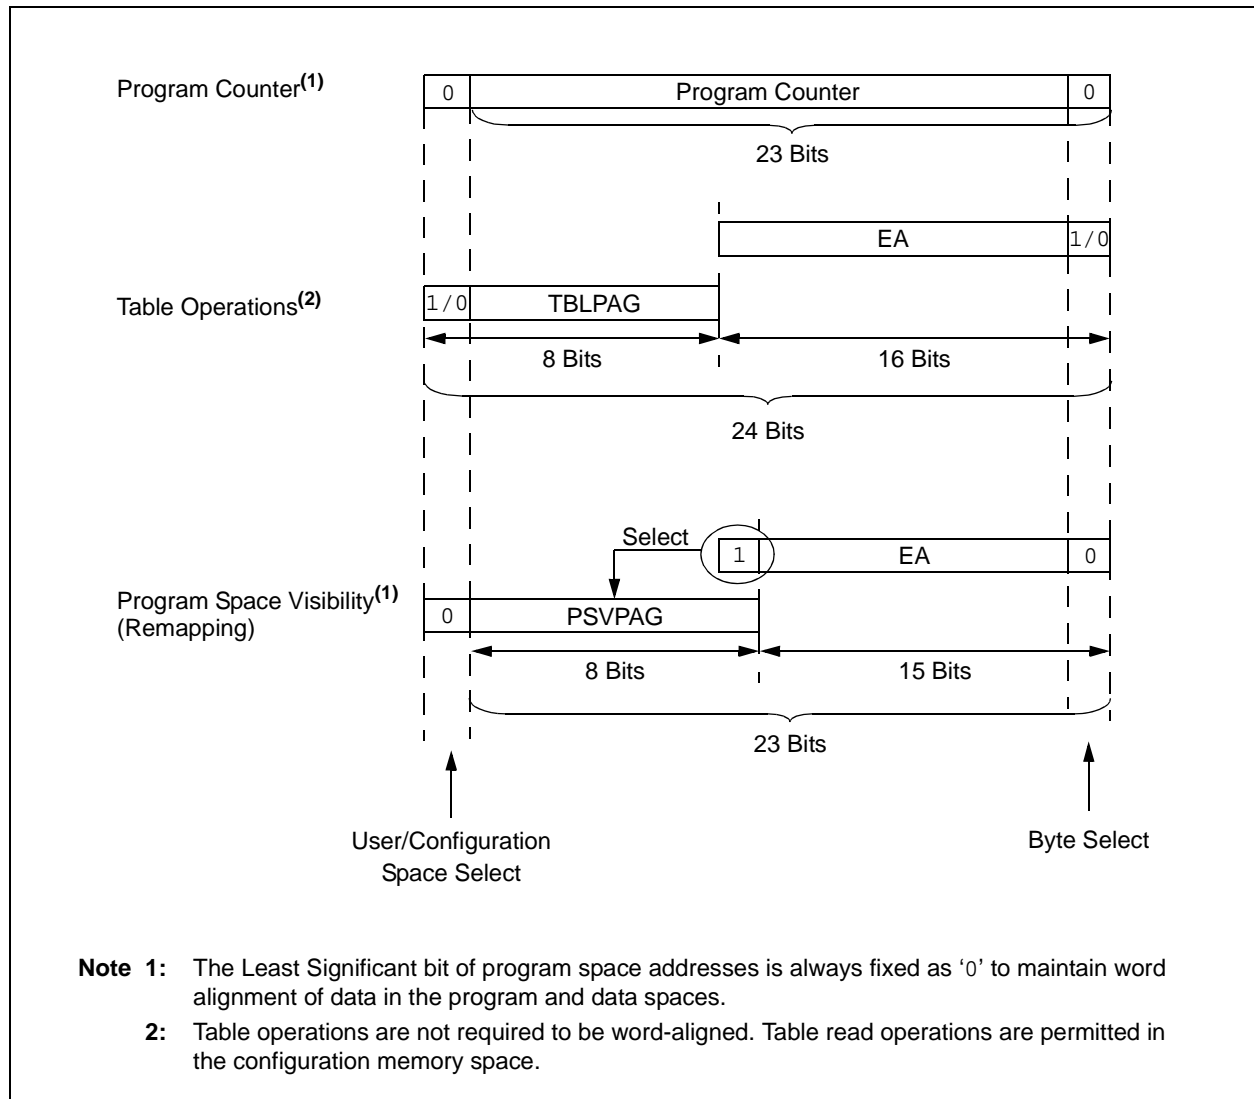 Program Counter(1)
0
Program Counter
0
23 Bits
EA
1/0
Table Operations(2)
1/0
TBLPAG
8 Bits
16 Bits
24 Bits
Select
1
EA
0
Program Space Visibility(1)
(Remapping)
0
PSVPAG
8 Bits
15 Bits
23 Bits
User/Configuration
Space Select
Byte Select
Note 1: The Least Significant bit of program space addresses is always fixed as ‘0’ to maintain word
alignment of data in the program and data spaces.
2: Table operations are not required to be word-aligned. Table read operations are permitted in
the configuration memory space.